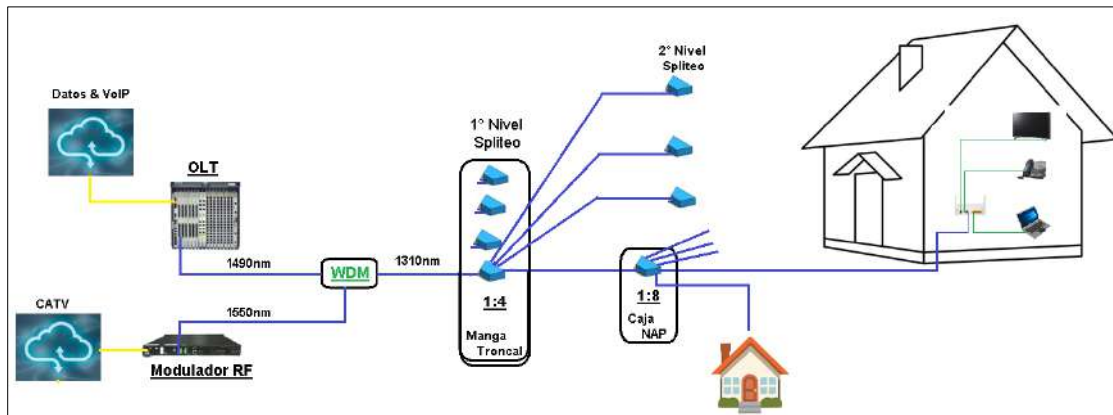 Datos & VoIP
OLT
1490nm
CATV
1550nm
Modulador RF
WDM
1310nm
1° Nivel
Spliteo
1:4
Manga
Troncal
2° Nivel
Spliteo
1:8
Caja
NAP